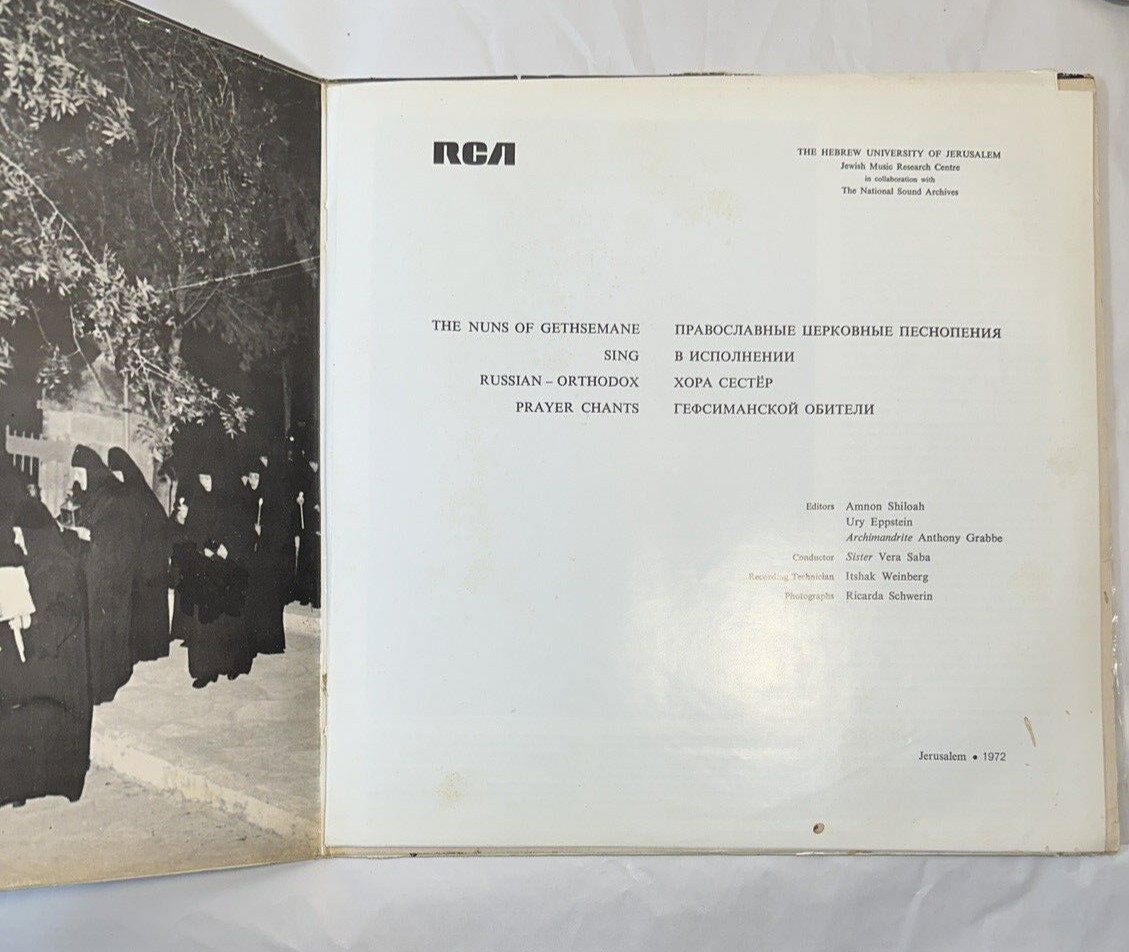 RCA
THE HEBREW UNIVERSITY OF JERUSALEM
Jewish Music Research Centre
in collaboration with
The National Sound Archives
THE NUNS OF GETHSEMANE
SING
RUSSIAN – ORTHODOX
PRAYER CHANTS
ПРАВОСЛАВНЫЕ ЦЕРКОВНЫЕ ПЕСНОПЕНИЯ
В ИСПОЛНЕНИИ
ХОРА СЕСТЁР
ГЕФСИМАНСКОЙ ОБИТЕЛИ
Editors Amnon Shiloah
Ury Eppstein
Archimandrite Anthony Grabbe
Conductor Sister Vera Saba
Recording Technician Itshak Weinberg
Photographs Ricarda Schwerin
Jerusalem • 1972